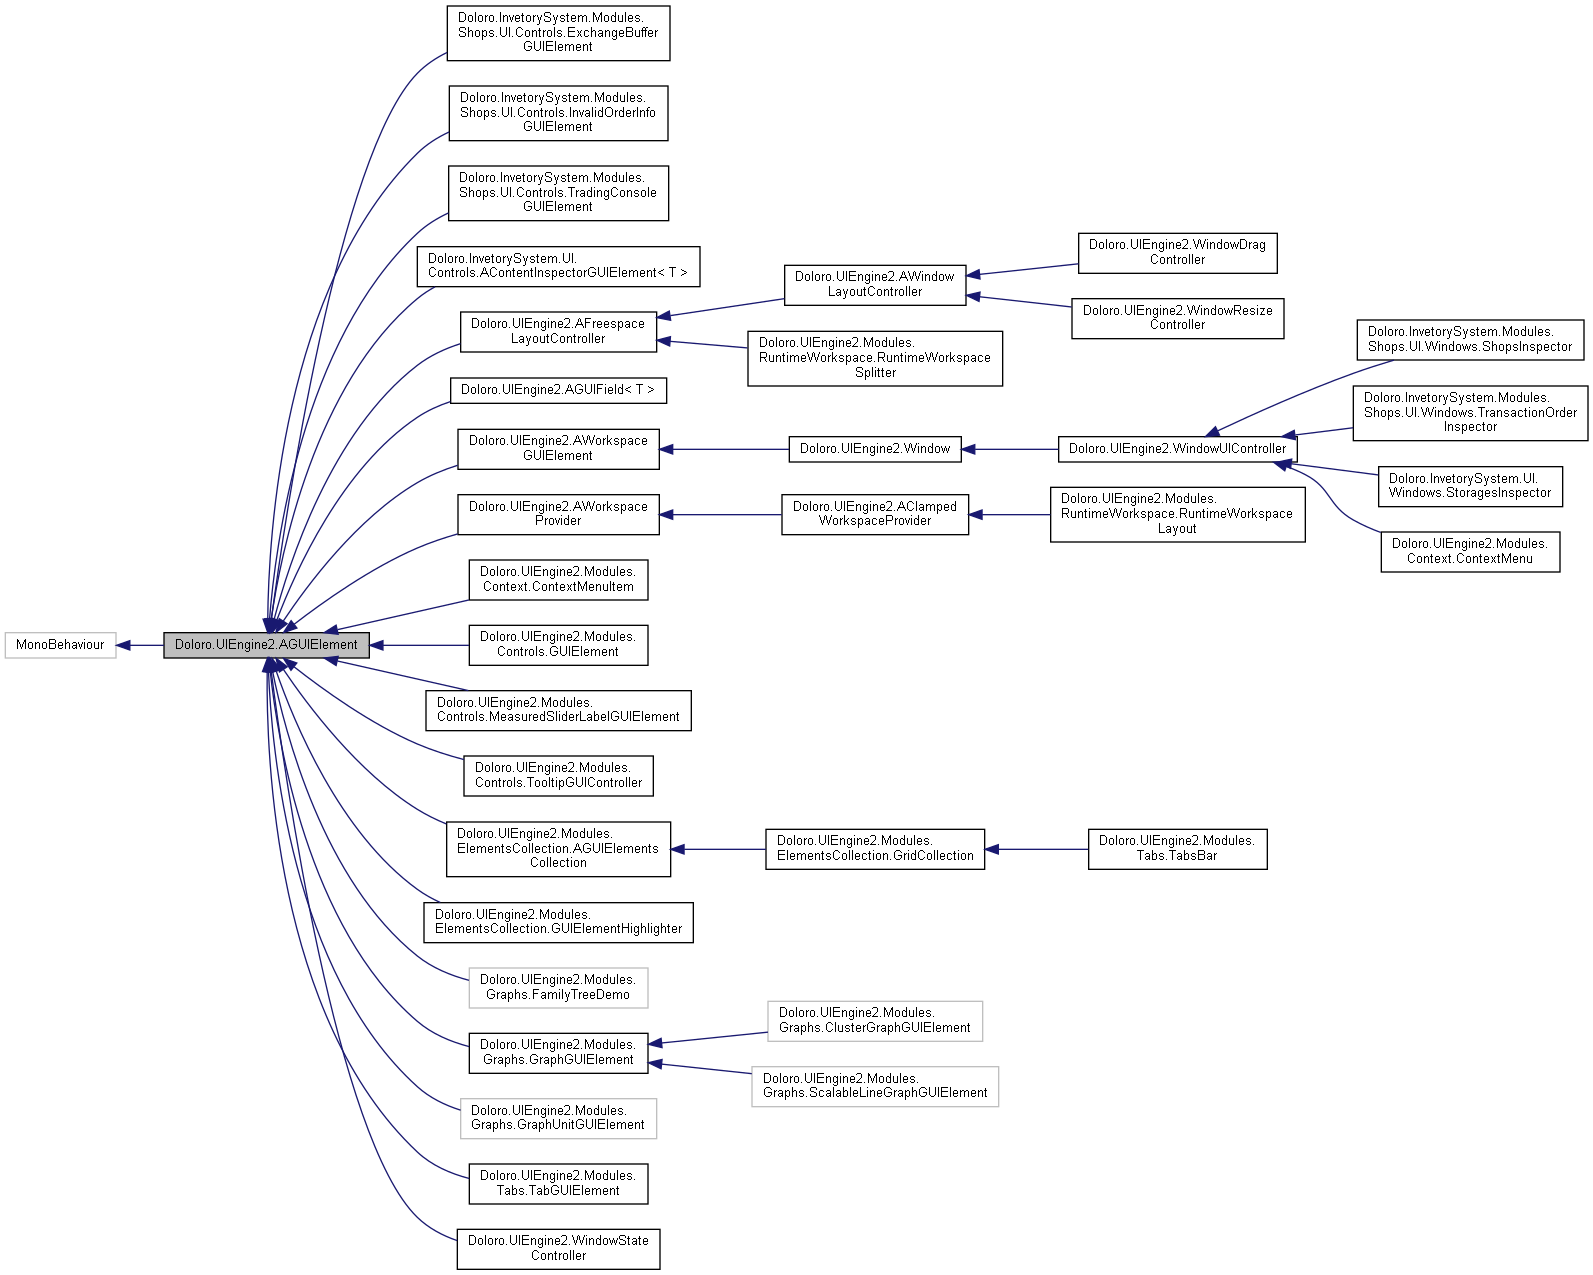 Doloro.InvetorySystem.Modules.
Shops.UI.Controls.ExchangeBuffer
GUIElement
Doloro.InvetorySystem.Modules.
Shops.UI.Controls.InvalidOrderInfo
GUIElement
Doloro.InvetorySystem.Modules.
Shops.UI.Controls.TradingConsole
GUIElement
Doloro.InvetorySystem.UI.
Controls.AContentInspectorGUIElement< T >
Doloro.UIEngine2.AFreespace
LayoutController
Doloro.UIEngine2.AWindow
LayoutController
Doloro.UIEngine2.WindowDrag
Controller
Doloro.UIEngine2.WindowResize
Controller
Doloro.UIEngine2.Modules.
RuntimeWorkspace.RuntimeWorkspace
Splitter
Doloro.UIEngine2.AGUIField< T >
Doloro.UIEngine2.AWorkspace
GUIElement
Doloro.UIEngine2.Window
Doloro.UIEngine2.WindowUIController
Doloro.InvetorySystem.Modules.
Shops.UI.Windows.ShopsInspector
Doloro.InvetorySystem.Modules.
Shops.UI.Windows.TransactionOrder
Inspector
Doloro.InvetorySystem.UI.
Windows.StoragesInspector
Doloro.UIEngine2.Modules.
Context.ContextMenu
Doloro.UIEngine2.AWorkspace
Provider
Doloro.UIEngine2.AClamped
WorkspaceProvider
Doloro.UIEngine2.Modules.
RuntimeWorkspace.RuntimeWorkspace
Layout
Doloro.UIEngine2.Modules.
Context.ContextMenuItem
MonoBehaviour
Doloro.UIEngine2.AGUIElement
Doloro.UIEngine2.Modules.
Controls.GUIElement
Doloro.UIEngine2.Modules.
Controls.MeasuredSliderLabelGUIElement
Doloro.UIEngine2.Modules.
Controls.TooltipGUIController
Doloro.UIEngine2.Modules.
ElementsCollection.AGUIElements
Collection
Doloro.UIEngine2.Modules.
ElementsCollection.GridCollection
Doloro.UIEngine2.Modules.
Tabs.TabsBar
Doloro.UIEngine2.Modules.
ElementsCollection.GUIElementHighlighter
Doloro.UIEngine2.Modules.
Graphs.FamilyTreeDemo
Doloro.UIEngine2.Modules.
Graphs.GraphGUIElement
Doloro.UIEngine2.Modules.
Graphs.ClusterGraphGUIElement
Doloro.UIEngine2.Modules.
Graphs.ScalableLineGraphGUIElement
Doloro.UIEngine2.Modules.
Graphs.GraphUnitGUIElement
Doloro.UIEngine2.Modules.
Tabs.TabGUIElement
Doloro.UIEngine2.WindowState
Controller